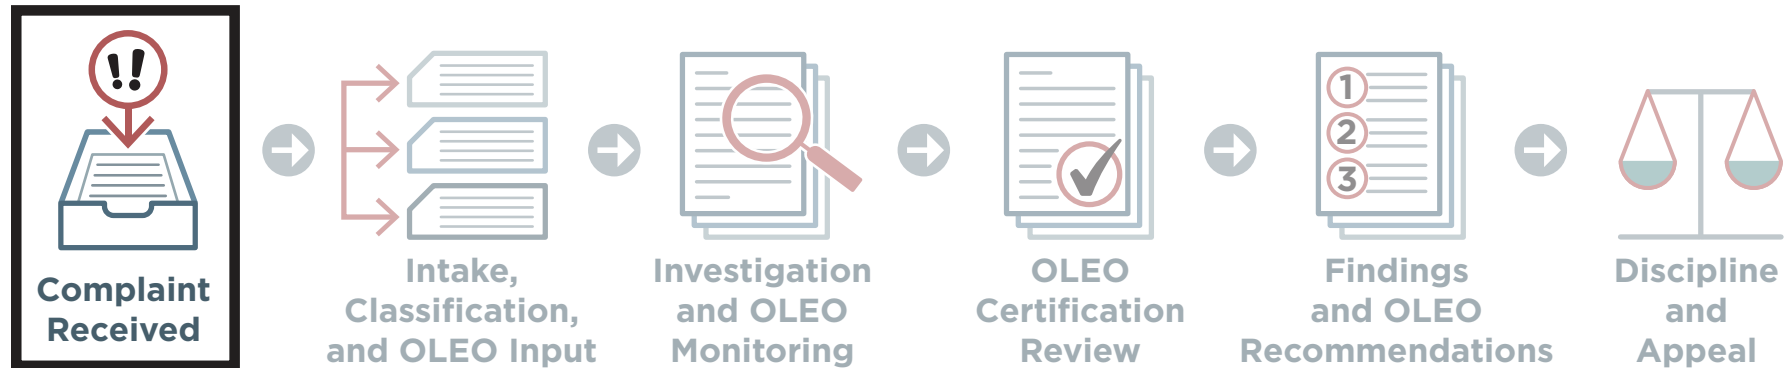 !!
Complaint
Received
Intake,
Classification,
and OLEO Input
Investigation
and OLEO
Monitoring
OLEO
Certification
Review
1
2
3
Findings
and OLEO
Recommendations
Discipline
and
Appeal